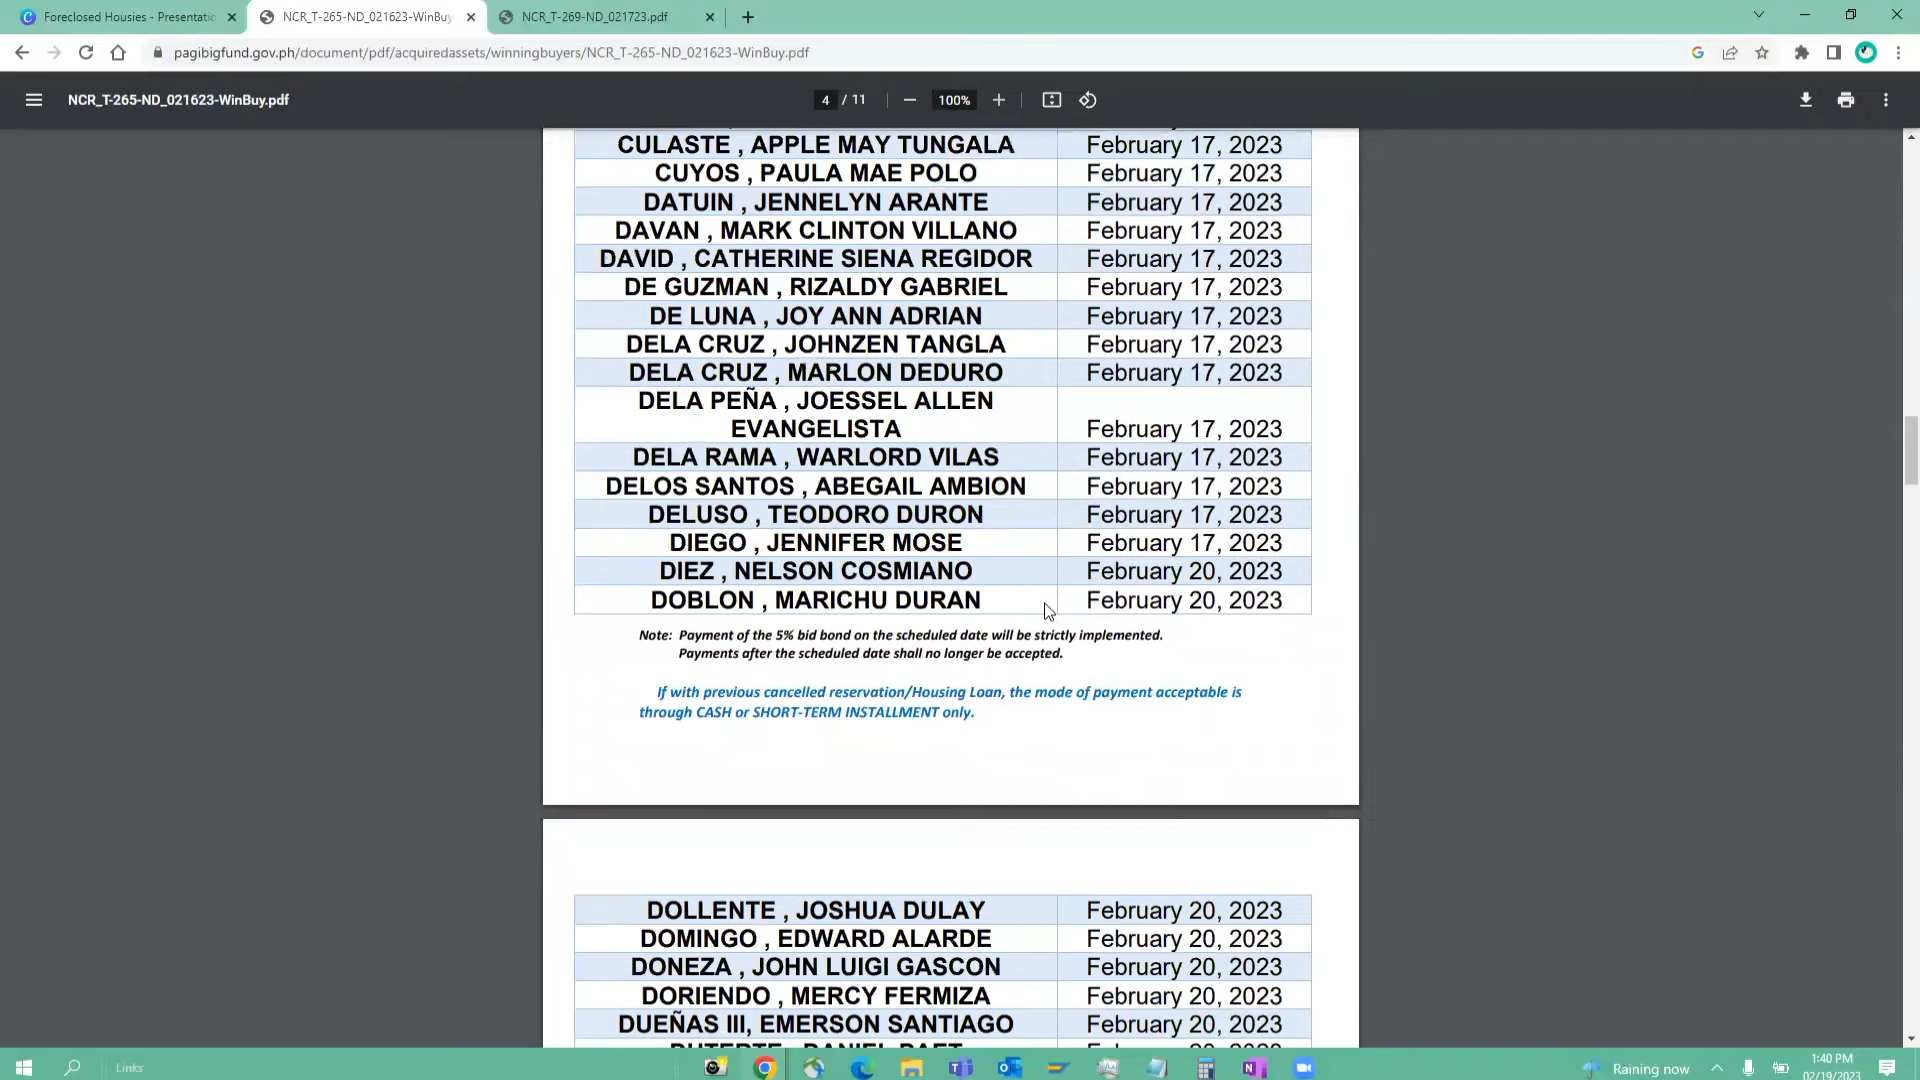 Foreclosed Housies - Presentatio
NCR_T-265-ND_021623-WinBuy
NCR_T-269-ND_021723.pdf
pagibigfund.gov.ph/document/pdf/acquiredassets/winningbuyers/NCR_T-265-ND_021623-WinBuy.pdf
NCR_T-265-ND_021623-WinBuy.pdf
4 / 11
100%
CULASTE , APPLE MAY TUNGALA February 17, 2023
CUYOS , PAULA MAE POLO February 17, 2023
DATUIN , JENNELYN ARANTE February 17, 2023
DAVAN , MARK CLINTON VILLANO February 17, 2023
DAVID , CATHERINE SIENA REGIDOR February 17, 2023
DE GUZMAN , RIZALDY GABRIEL February 17, 2023
DE LUNA , JOY ANN ADRIAN February 17, 2023
DELA CRUZ , JOHNZEN TANGLA February 17, 2023
DELA CRUZ , MARLON DEDURO February 17, 2023
DELA PEÑA , JOESSEL ALLEN
EVANGELISTA February 17, 2023
DELA RAMA , WARLORD VILAS February 17, 2023
DELOS SANTOS , ABEGAIL AMBION February 17, 2023
DELUSO , TEODORO DURON February 17, 2023
DIEGO , JENNIFER MOSE February 17, 2023
DIEZ , NELSON COSMIANO February 20, 2023
DOBLON , MARICHU DURAN February 20, 2023
Note: Payment of the 5% bid bond on the scheduled date will be strictly implemented.
Payments after the scheduled date shall no longer be accepted.
If with previous cancelled reservation/Housing Loan, the mode of payment acceptable is
through CASH or SHORT-TERM INSTALLMENT only.
DOLLENTE , JOSHUA DULAY February 20, 2023
DOMINGO , EDWARD ALARDE February 20, 2023
DONEZA , JOHN LUIGI GASCON February 20, 2023
DORIENDO , MERCY FERMIZA February 20, 2023
DUEÑAS III, EMERSON SANTIAGO February 20, 2023
Links
Raining now
1:40 PM
02/19/2023